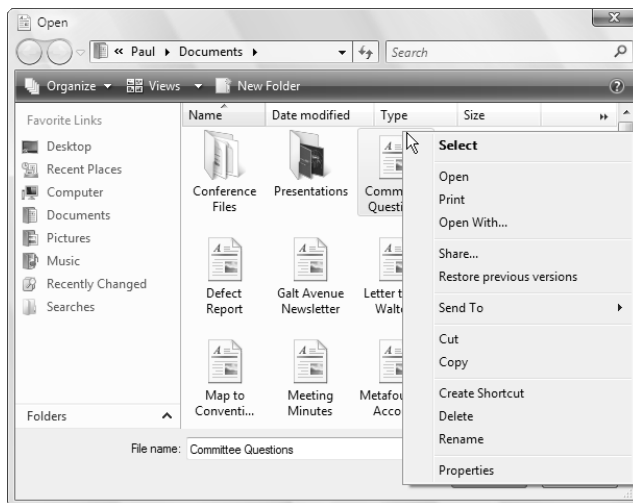 Open
« Paul Documents
Search
Organize Views New Folder
Favorite Links
Desktop
Recent Places
Computer
Documents
Pictures
Music
Recently Changed
Searches
Folders
Name Date modified Type Size
Conference
Files
Presentations
Comm
Questi
Defect
Report
Galt Avenue
Newsletter
Letter t
Walt
Map to
Conventi...
Meeting
Minutes
Metafou
Acco
Select
Open
Print
Open With...
Share...
Restore previous versions
Send To
Cut
Copy
Create Shortcut
Delete
Rename
Properties
File name: Committee Questions